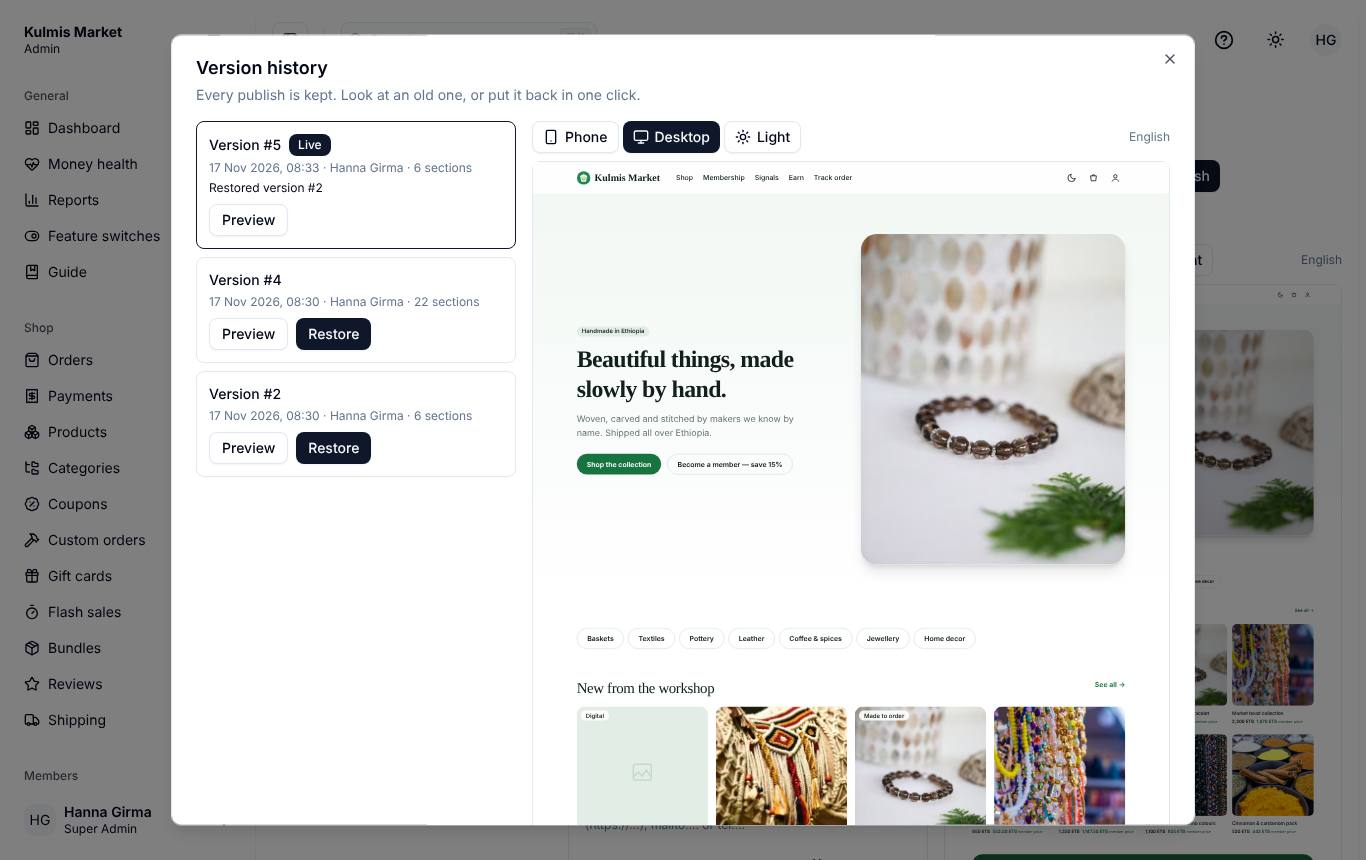 Kulmis Market
Admin
General
Dashboard
Money health
Reports
Feature switches
Guide
Shop
Orders
Payments
Products
Categories
Coupons
Custom orders
Gift cards
Flash sales
Bundles
Reviews
Shipping
Members
HG
Hanna Girma
Super Admin
HG
English
Version history
Every publish is kept. Look at an old one, or put it back in one click.
Version #5 Live
17 Nov 2026, 08:33 · Hanna Girma · 6 sections
Restored version #2
Preview
Version #4
17 Nov 2026, 08:30 · Hanna Girma · 22 sections
Preview Restore
Version #2
17 Nov 2026, 08:30 · Hanna Girma · 6 sections
Preview Restore
Phone Desktop Light English
Kulmis Market Shop Membership Signals Earn Track order
Handmade in Ethiopia
Beautiful things, made
slowly by hand.
Woven, carved and stitched by makers we know by
name. Shipped all over Ethiopia.
Shop the collection Become a member — save 15%
Baskets Textiles Pottery Leather Coffee & spices Jewellery Home decor
New from the workshop See all →
Digital Made to order
See all →
Market bead collection
Cinnamon & cardamom pack